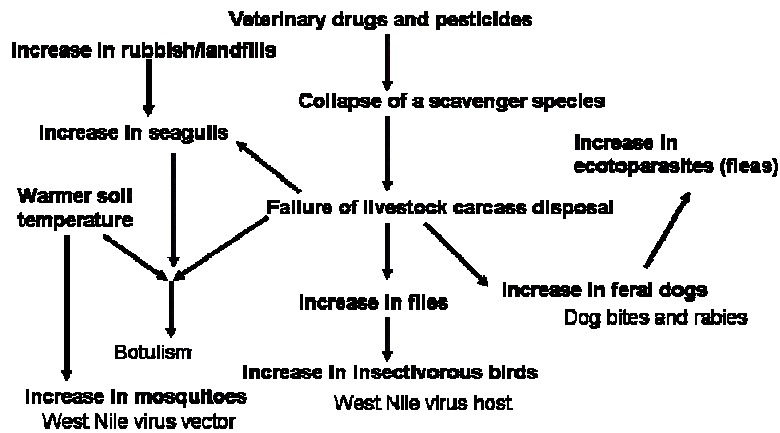 Veterinary drugs and pesticides
Increase in rubbish/landfills
Collapse of a scavenger species
Increase in seagulls
Increase in
ecotoparasites (fleas)
Warmer soil
temperature
Failure of livestock carcass disposal
Increase in flies
Increase in feral dogs
Dog bites and rabies
Botulism
Increase in insectivorous birds
West Nile virus host
Increase in mosquitoes
West Nile virus vector